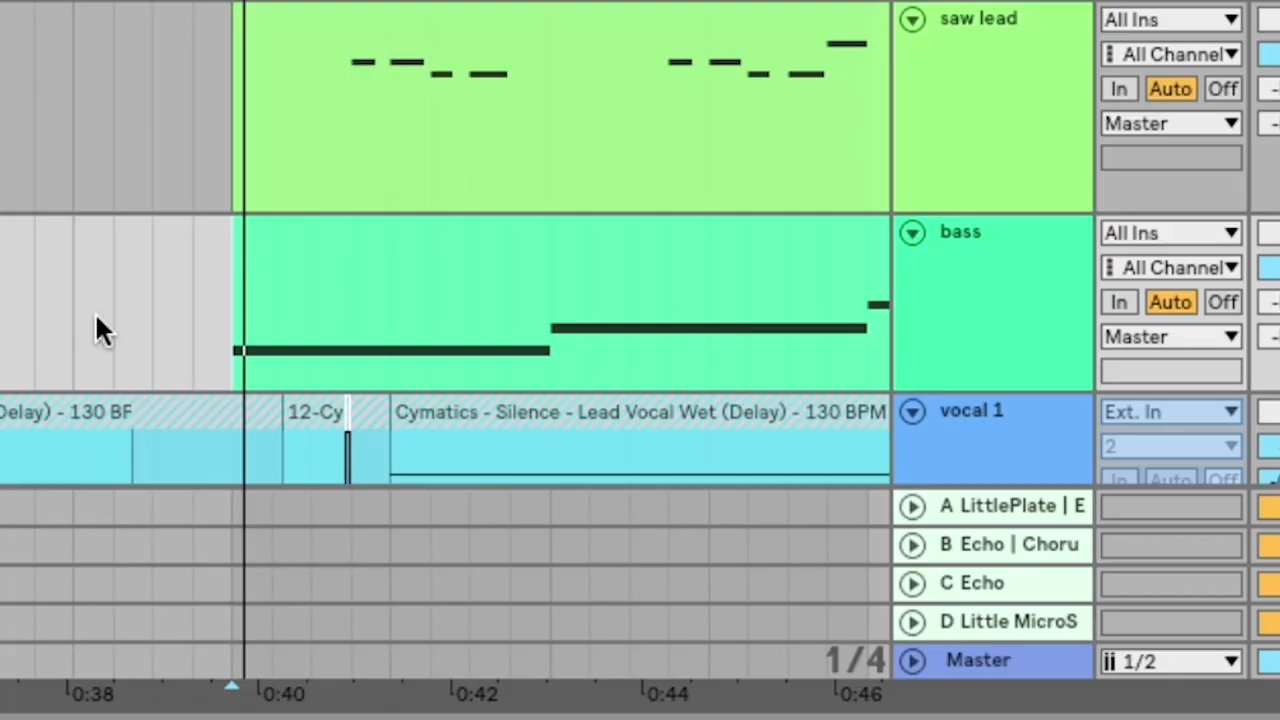 saw lead
All Ins
All Channel
In Auto Off
Master
bass
All Ins
All Channel
In Auto Off
Master
Delay) - 130 BF
12-Cy
Cymatics - Silence - Lead Vocal Wet (Delay) - 130 BPM
vocal 1
Ext. In
2
In Auto Off
A LittlePlate | E
B Echo | Choru
C Echo
D Little MicroS
1/4
Master
1/2
0:38
0:40
0:42
0:44
0:46